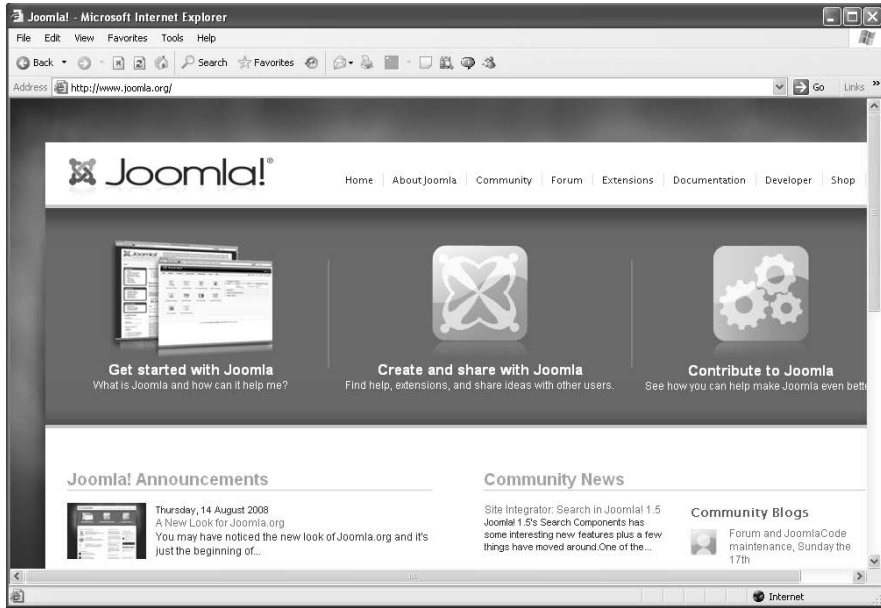 Joomla! - Microsoft Internet Explorer
File Edit View Favorites Tools Help
Back Search Favorites
Address http://www.joomla.org/ Go Links »
Joomla!®
Home About Joomla Community Forum Extensions Documentation Developer Shop
Get started with Joomla
What is Joomla and how can it help me?
Create and share with Joomla
Find help, extensions, and share ideas with other users.
Contribute to Joomla
See how you can help make Joomla even bette
Joomla! Announcements
Thursday, 14 August 2008
A New Look for Joomla.org
You may have noticed the new look of Joomla.org and it's
just the beginning of...
Community News
Site Integrator: Search in Joomla! 1.5
Joomla! 1.5's Search Components has
some interesting new features plus a few
things have moved around.One of the...
Community Blogs
Forum and JoomlaCode
maintenance, Sunday the
17th
Internet